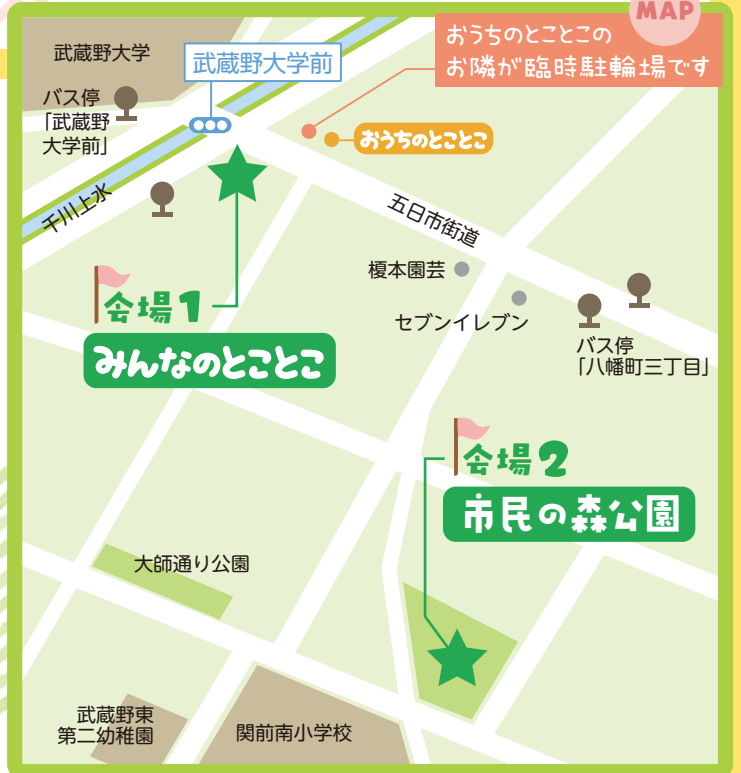 MAP
おうちのとことこの
お隣が臨時駐輪場です
武蔵野大学
武蔵野大学前
バス停
「武蔵野
大学前」
おうちのとことこ
千川上水
五日市街道
榎本園芸
セブンイレブン
バス停
「八幡町三丁目」
会場1
みんなのとことこ
会場2
市民の森公園
大師通り公園
武蔵野東
第二幼稚園
関前南小学校